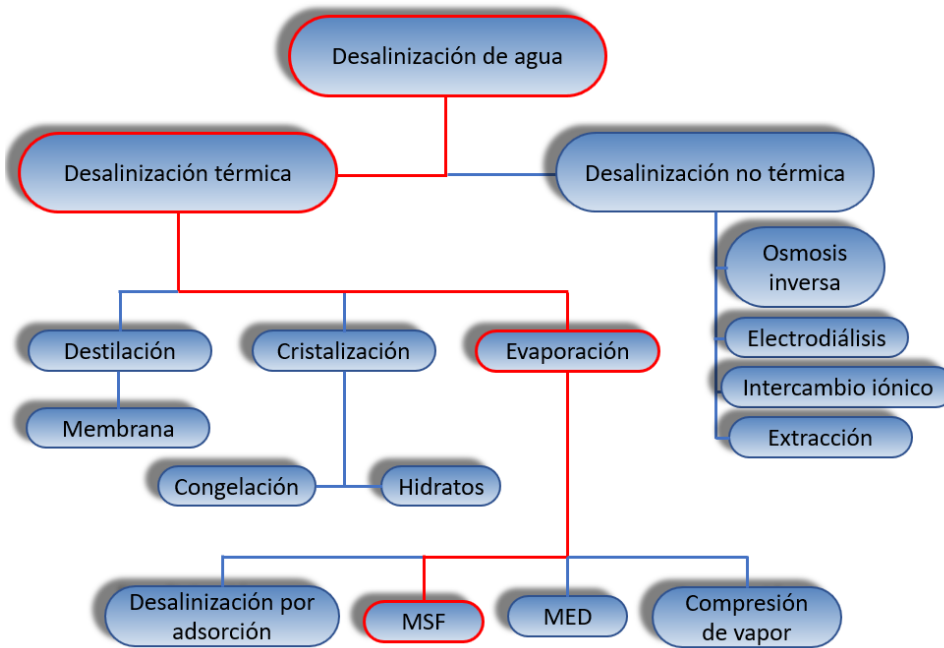 Desalinización de agua
Desalinización térmica
Desalinización no térmica
Osmosis
inversa
Electrodiálisis
Intercambio iónico
Extracción
Destilación
Cristalización
Evaporación
Membrana
Congelación
Hidratos
Desalinización por
adsorción
MSF
MED
Compresión
de vapor